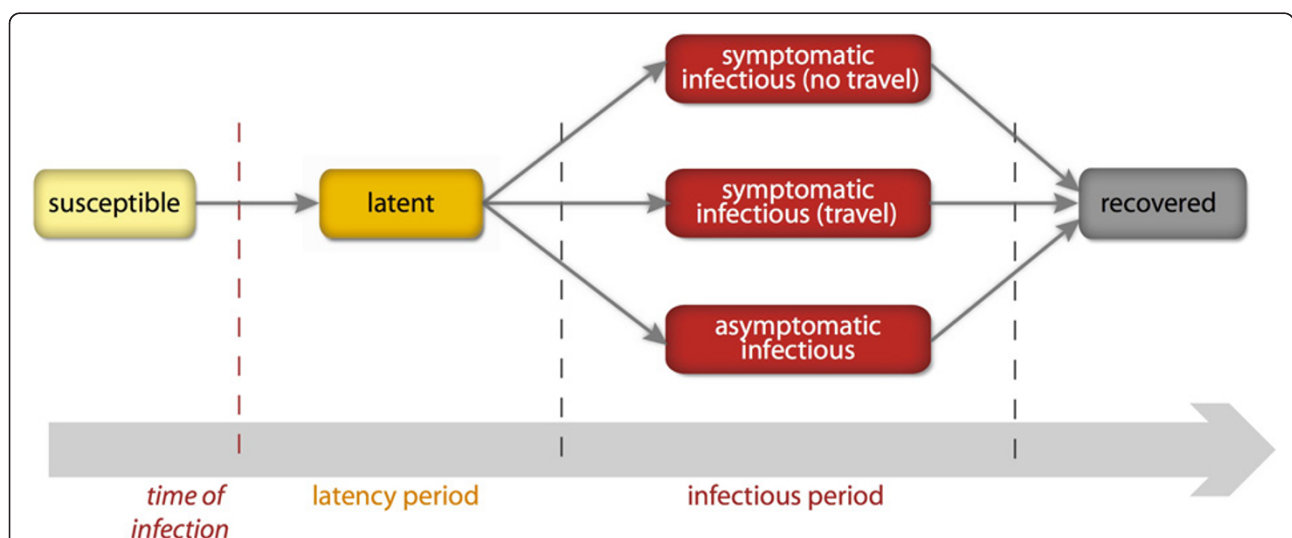 symptomatic
infectious (no travel)
susceptible
latent
symptomatic
infectious (travel)
recovered
asymptomatic
infectious
time of
infection
latency period
infectious period